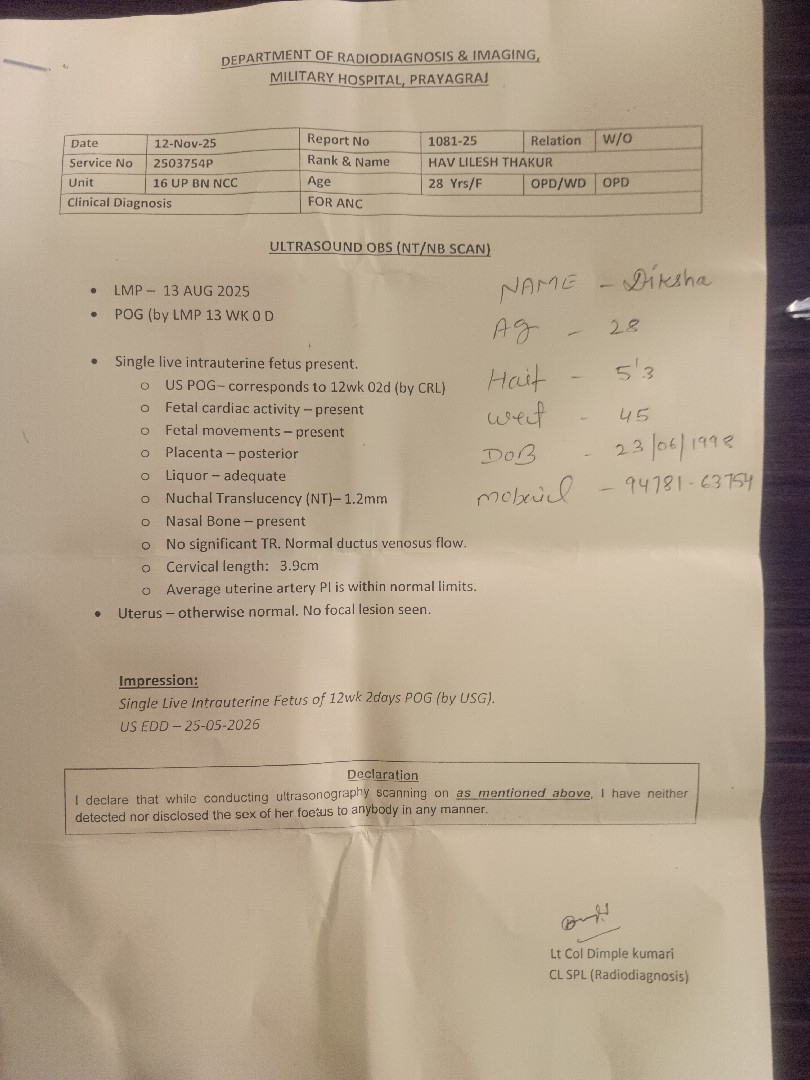 DEPARTMENT OF RADIODIAGNOSIS & IMAGING,
MILITARY HOSPITAL, PRAYAGRAJ
Date 12-Nov-25 Report No 1081-25 Relation W/O
Service No 2503754P Rank & Name HAV LILESH THAKUR
Unit 16 UP BN NCC Age 28 Yrs/F OPD/WD OPD
Clinical Diagnosis FOR ANC
ULTRASOUND OBS (NT/NB SCAN)
• LMP – 13 AUG 2025
• POG (by LMP 13 WK 0 D
NAME - Diksha
Ag - 28
Hait - 5'3
weit - 45
DoB - 23/06/1998
94781-63754
• Single live intrauterine fetus present.
o US POG– corresponds to 12wk 02d (by CRL)
o Fetal cardiac activity – present
o Fetal movements – present
o Placenta – posterior
o Liquor – adequate
o Nuchal Translucency (NT)– 1.2mm
o Nasal Bone – present
o No significant TR. Normal ductus venosus flow.
o Cervical length: 3.9cm
o Average uterine artery PI is within normal limits.
• Uterus – otherwise normal. No focal lesion seen.
Impression:
Single Live Intrauterine Fetus of 12wk 2days POG (by USG).
US EDD – 25-05-2026
Declaration
I declare that while conducting ultrasonography scanning on as mentioned above, I have neither
detected nor disclosed the sex of her foetus to anybody in any manner.
Lt Col Dimple kumari
CL SPL (Radiodiagnosis)